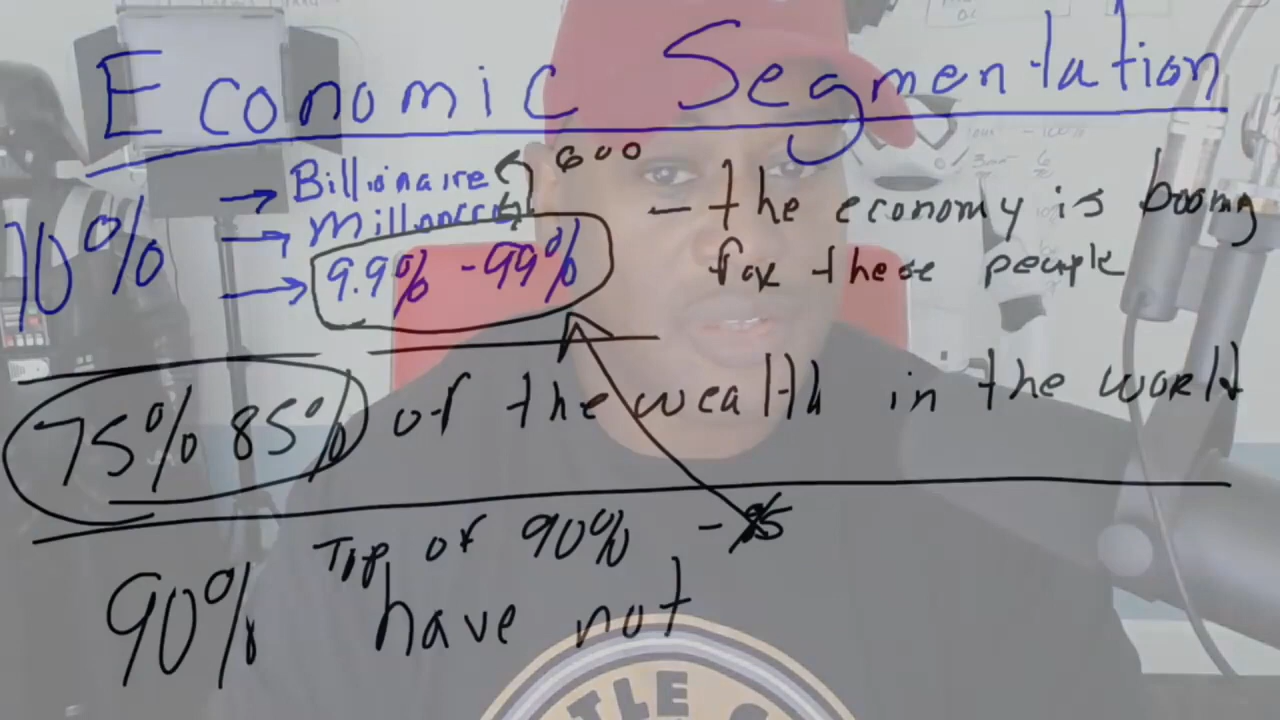 Economic Segmentation
Billionaire 600
10%
9.9% - 99%
– the economy is booming
for these people
75% 85% of the wealth in the world
Top of 90% -
90% have not
TLE